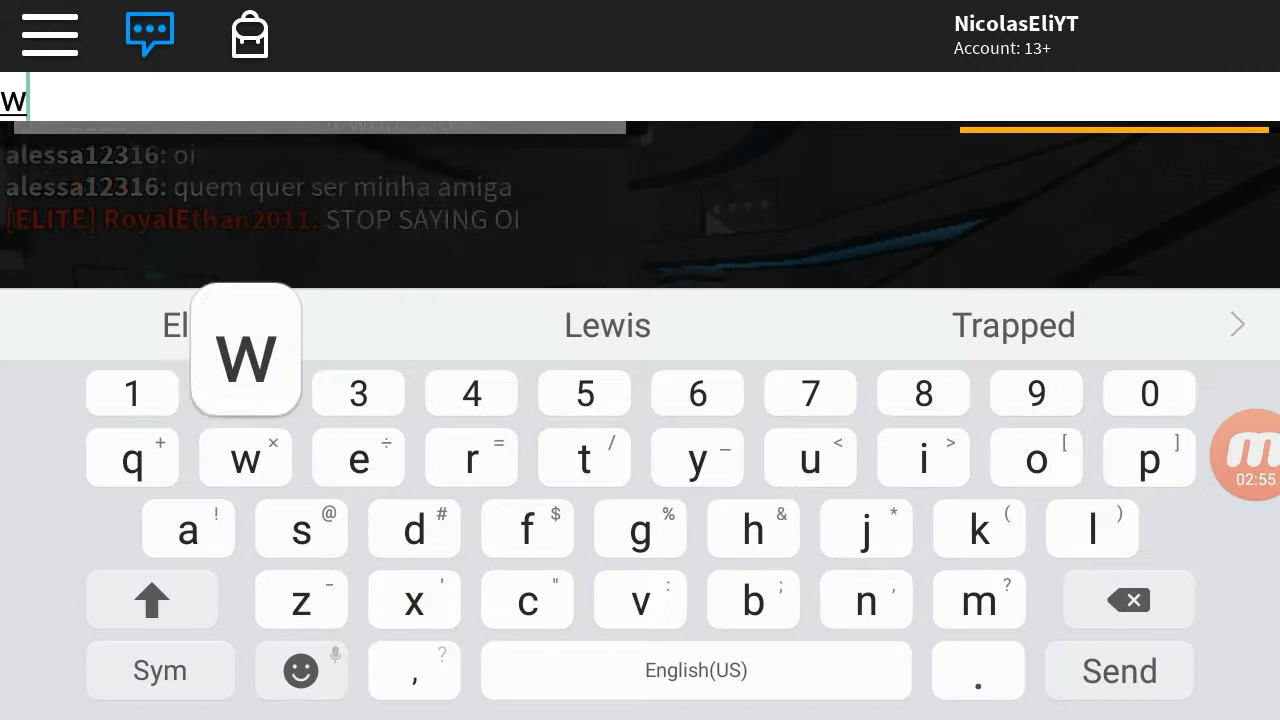 NicolasEliYT
Account: 13+
w
alessa12316: oi
alessa12316: quem quer ser minha amiga
[ELITE] RoyalEthan2011: STOP SAYING OI
El Lewis Trapped
w
1 3 4 5 6 7 8 9 0
q + w × e ÷ r = t / y – u < i > o [ p ]
m 02:55
a ! s @ d # f $ g % h & j * k ( l )
z - x ' c " v : b ; n , m ?
Sym , ? English(US) . Send